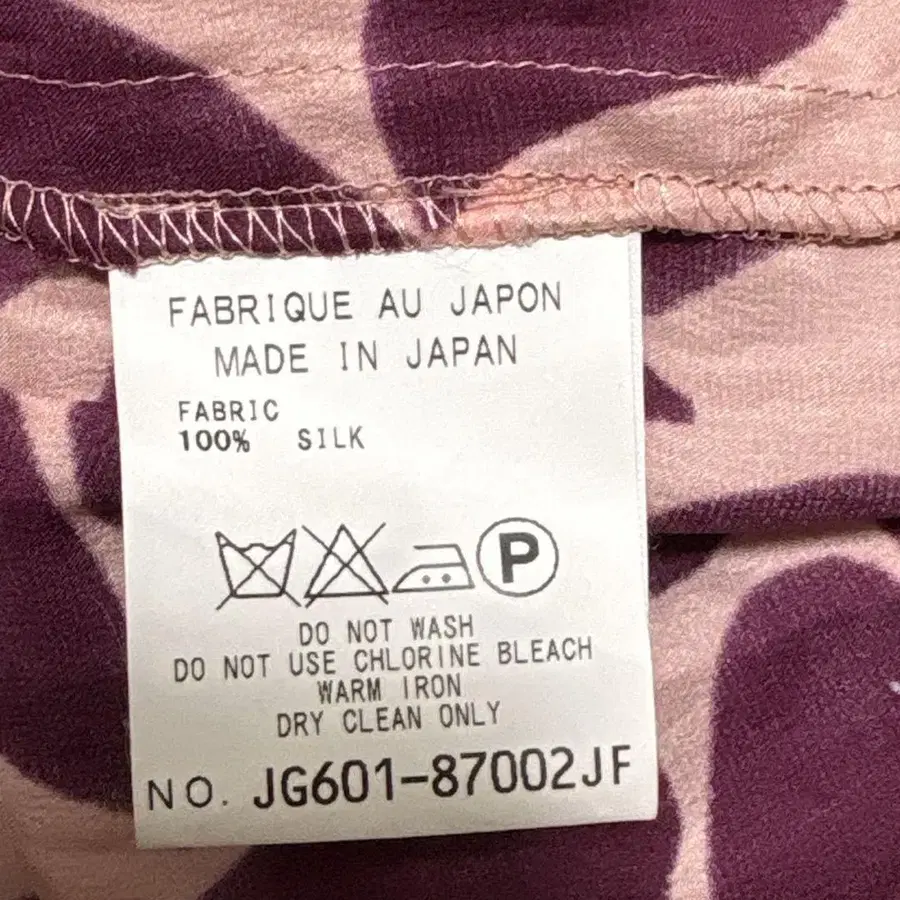 FABRIQUE AU JAPON
MADE IN JAPAN
FABRIC
100% SILK
P
DO NOT WASH
DO NOT USE CHLORINE BLEACH
WARM IRON
DRY CLEAN ONLY
NO. JG601-87002JF